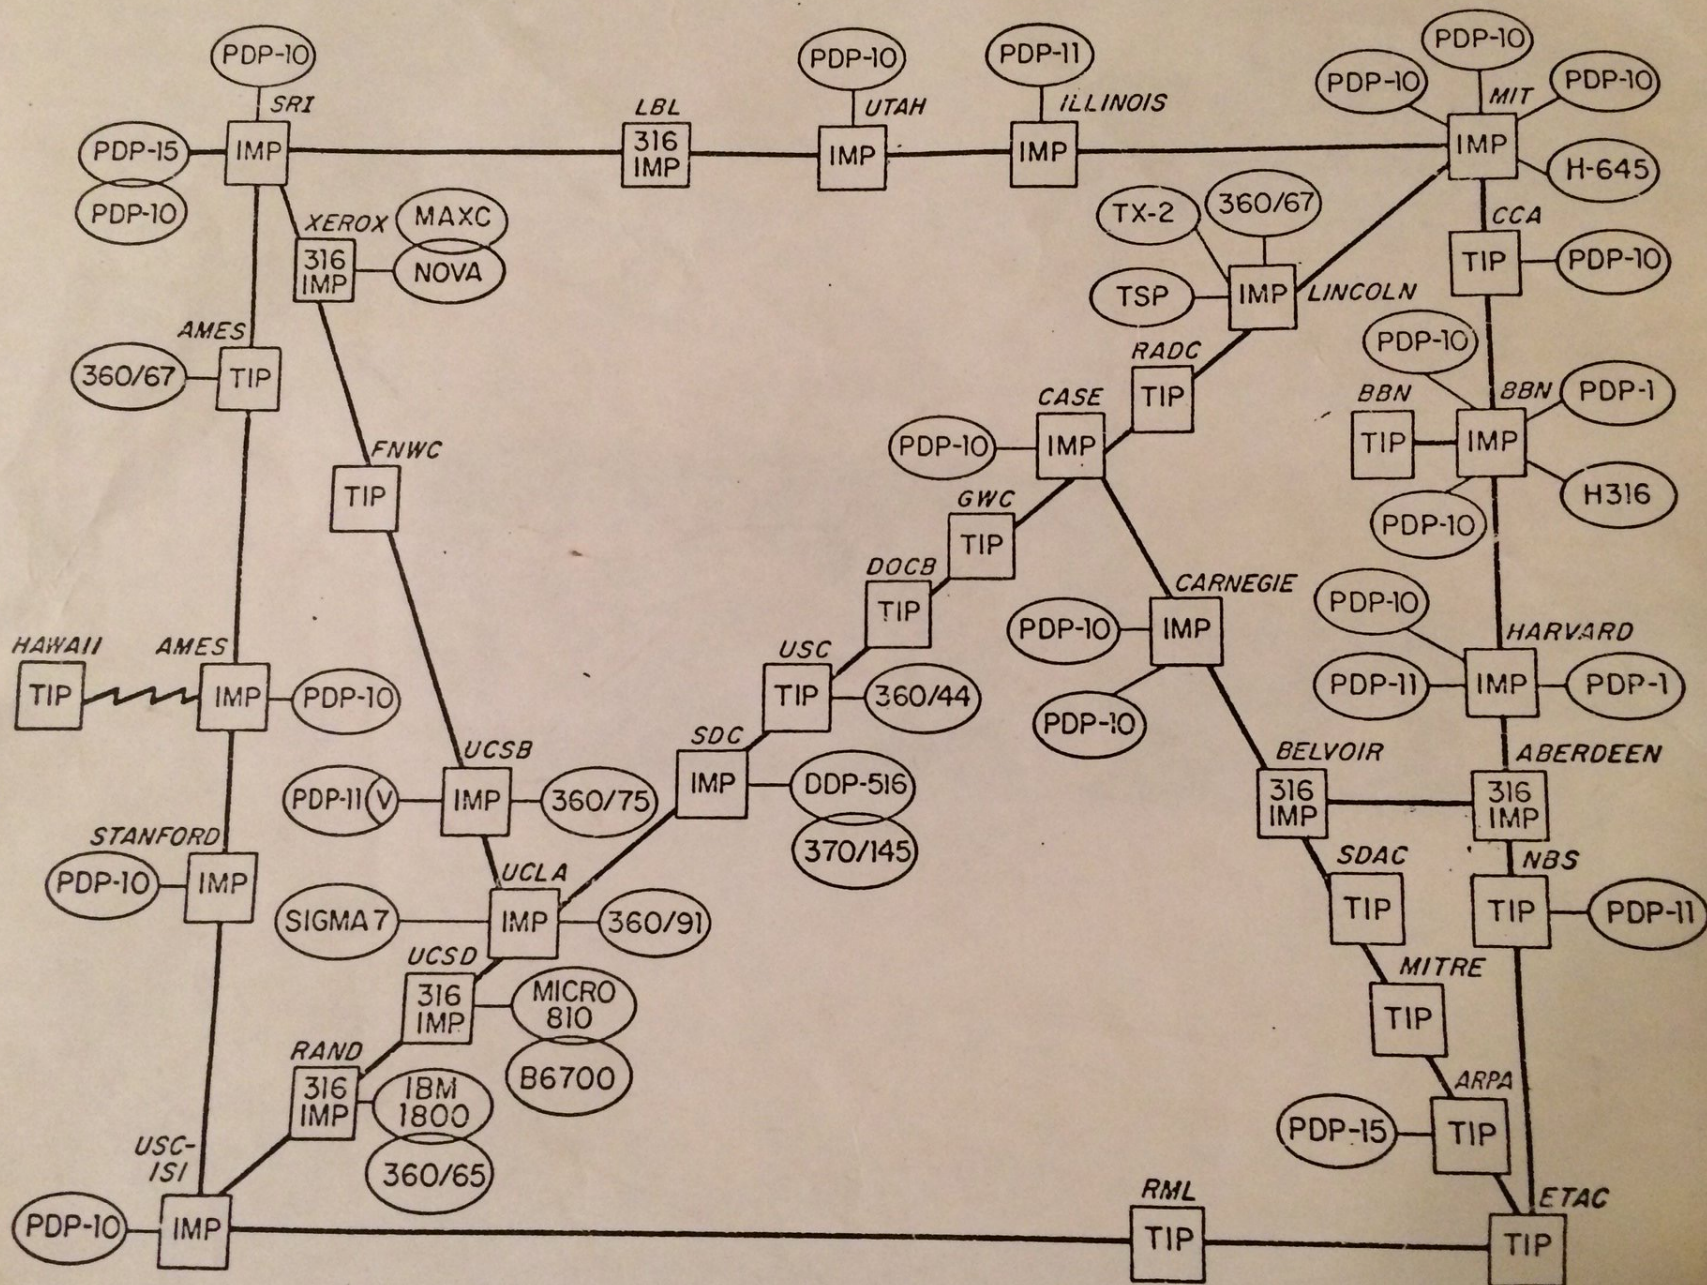 PDP-10
SRI
PDP-15
IMP
PDP-10
LBL
316
IMP
PDP-10
UTAH
IMP
PDP-11
ILLINOIS
IMP
PDP-10
PDP-10
PDP-10
MIT
IMP
H-645
XEROX
316
IMP
MAXC
NOVA
TX-2
360/67
TSP
IMP
LINCOLN
CCA
TIP
PDP-10
AMES
360/67
TIP
RADC
TIP
CASE
PDP-10
IMP
PDP-10
BBN
TIP
BBN
IMP
PDP-1
H316
PDP-10
FNWC
TIP
GWC
TIP
DOCB
TIP
CARNEGIE
PDP-10
IMP
PDP-10
PDP-10
HARVARD
PDP-11
IMP
PDP-1
HAWAII
TIP
AMES
IMP
PDP-10
USC
TIP
360/44
SDC
IMP
DDP-516
370/145
UCSB
PDP-11
V
IMP
360/75
BELVOIR
316
IMP
ABERDEEN
316
IMP
STANFORD
PDP-10
IMP
UCLA
SIGMA 7
IMP
360/91
SDAC
TIP
NBS
TIP
PDP-11
UCSD
316
IMP
MICRO
810
B6700
MITRE
TIP
RAND
316
IMP
IBM
1800
360/65
ARPA
PDP-15
TIP
USC-
ISI
PDP-10
IMP
RML
TIP
ETAC
TIP